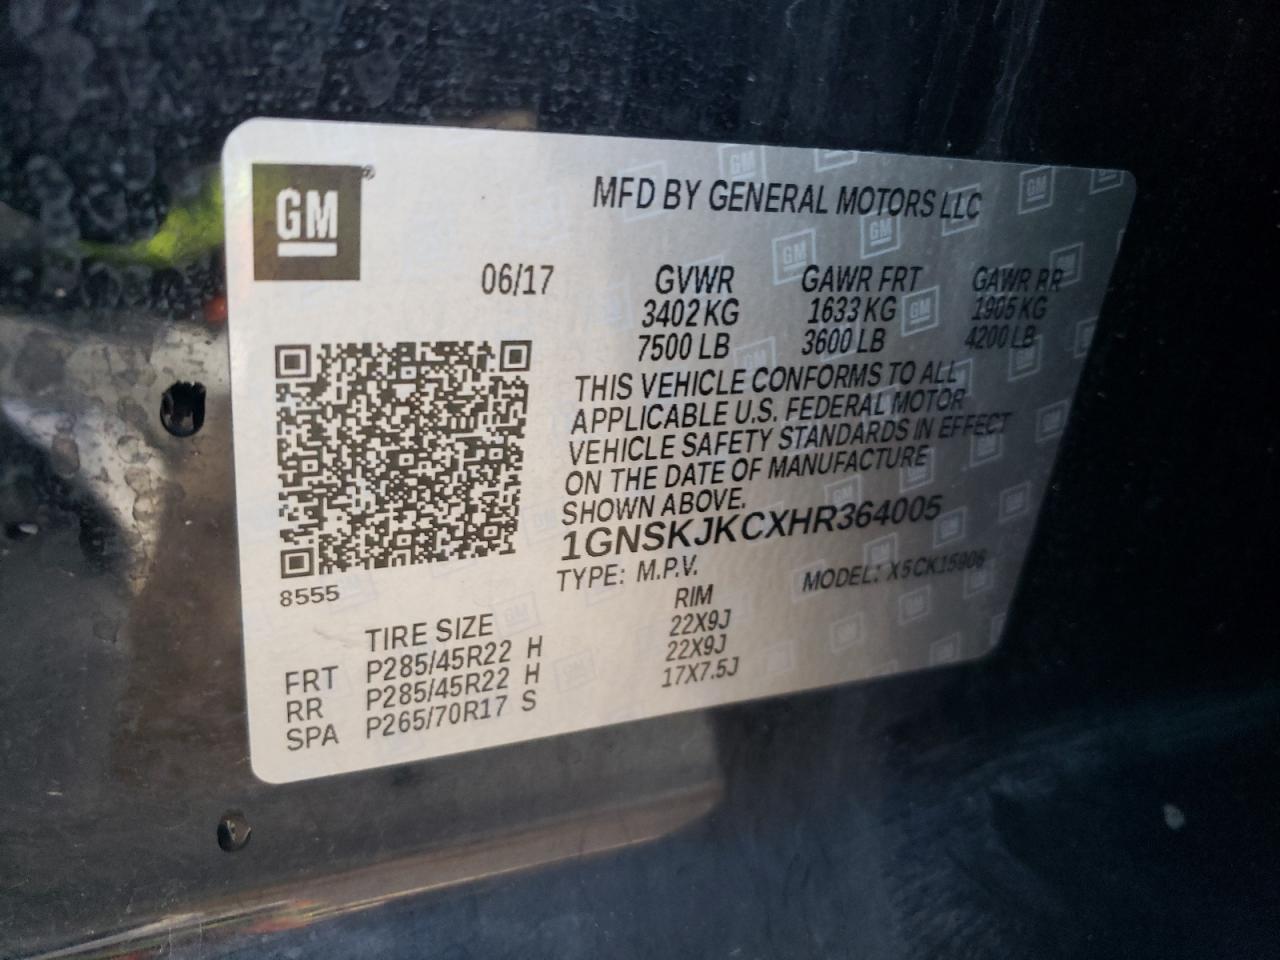 GM
MFD BY GENERAL MOTORS LLC
06/17 GVWR GAWR FRT GAWR RR
3402 KG 1633 KG 1905 KG
7500 LB 3600 LB 4200 LB
THIS VEHICLE CONFORMS TO ALL
APPLICABLE U.S. FEDERAL MOTOR
VEHICLE SAFETY STANDARDS IN EFFECT
ON THE DATE OF MANUFACTURE
SHOWN ABOVE.
1GNSKJKCXHR364005
TYPE: M.P.V. MODEL: X5CK15906
8555
TIRE SIZE RIM
FRT P285/45R22 H 22X9J
RR P285/45R22 H 22X9J
SPA P265/70R17 S 17X7.5J